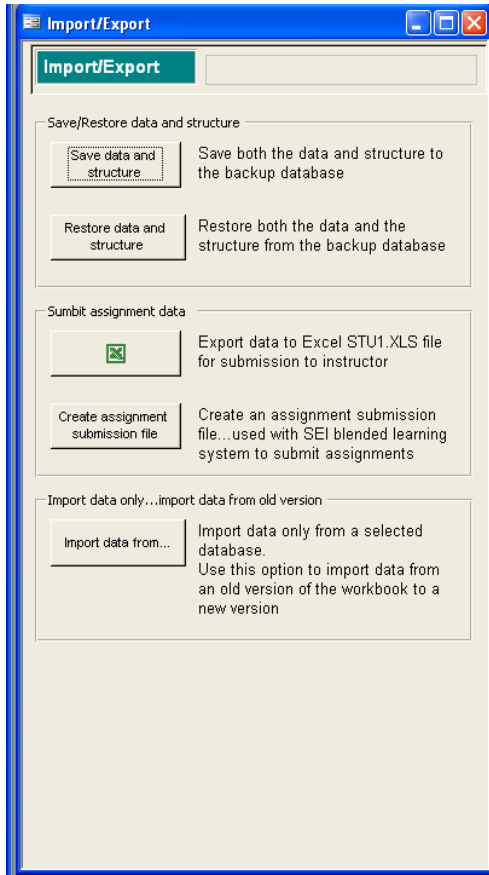 Import/Export
Import/Export
Save/Restore data and structure
Save data and
structure
Save both the data and structure to
the backup database
Restore data and
structure
Restore both the data and the
structure from the backup database
Sumbit assignment data
Export data to Excel STU1.XLS file
for submission to instructor
Create assignment
submission file
Create an assignment submission
file...used with SEI blended learning
system to submit assignments
Import data only...import data from old version
Import data from...
Import data only from a selected
database.
Use this option to import data from
an old version of the workbook to a
new version